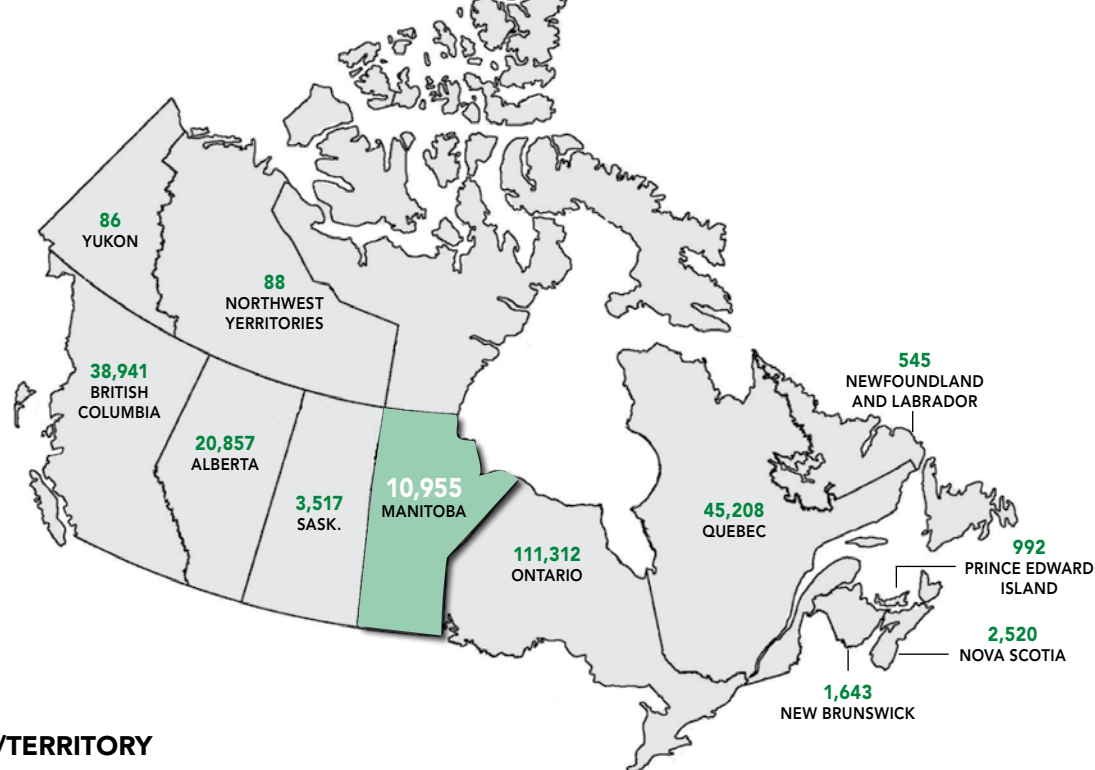 86
YUKON
88
NORTHWEST
YERRITORIES
38,941
BRITISH
COLUMBIA
20,857
ALBERTA
3,517
SASK.
10,955
MANITOBA
111,312
ONTARIO
45,208
QUEBEC
545
NEWFOUNDLAND
AND LABRADOR
992
PRINCE EDWARD
ISLAND
2,520
NOVA SCOTIA
1,643
NEW BRUNSWICK
/TERRITORY